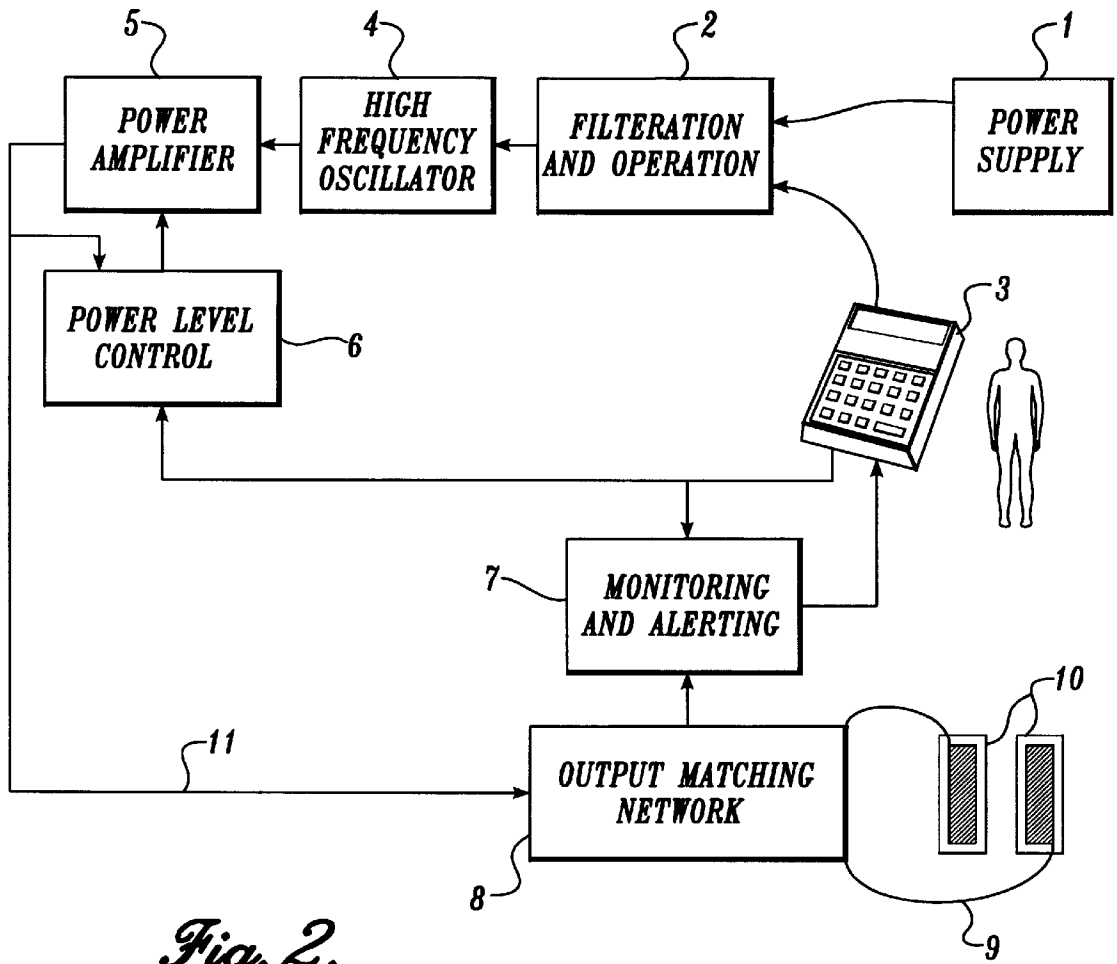 5
4
2
1
POWER
AMPLIFIER
HIGH
FREQUENCY
OSCILLATOR
FILTERATION
AND OPERATION
POWER
SUPPLY
3
POWER LEVEL
CONTROL
6
7
MONITORING
AND ALERTING
10
11
OUTPUT MATCHING
NETWORK
8
9
Fig. 2.